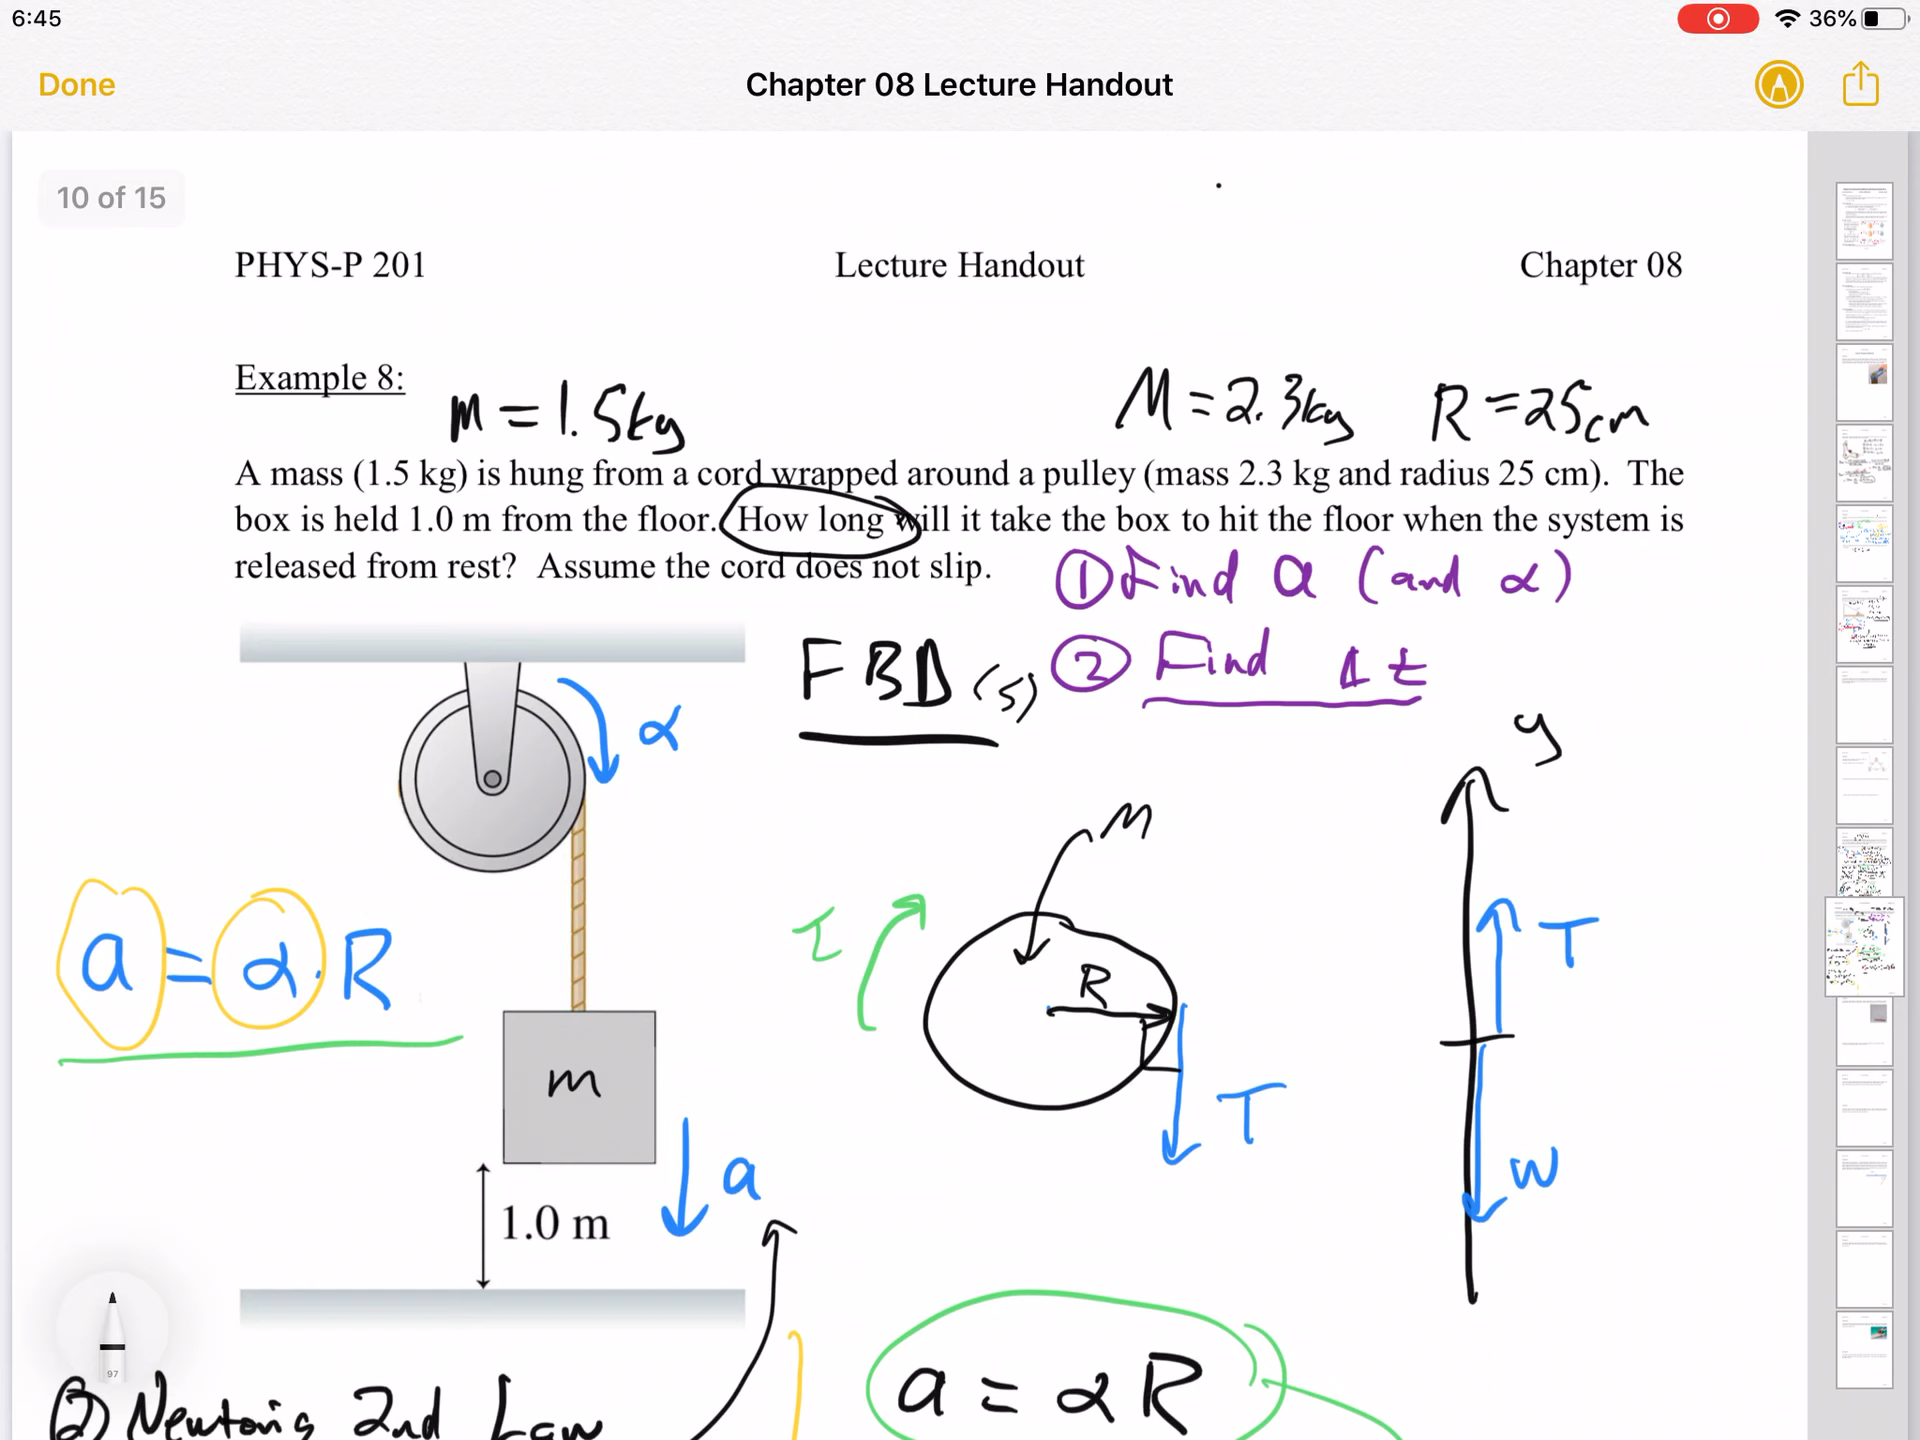 6:45
36%
Done
Chapter 08 Lecture Handout
10 of 15
PHYS-P 201 Lecture Handout Chapter 08
Example 8:
m = 1.5kg M = 2.3kg R = 25cm
A mass (1.5 kg) is hung from a cord wrapped around a pulley (mass 2.3 kg and radius 25 cm). The
box is held 1.0 m from the floor. How long will it take the box to hit the floor when the system is
released from rest? Assume the cord does not slip.
① Find a (and α)
② Find Δt
FBD(s)
α
y
M
τ
R
T
T
W
a = α·R
m
a
1.0 m
97
② Newton's 2nd Law
a = αR